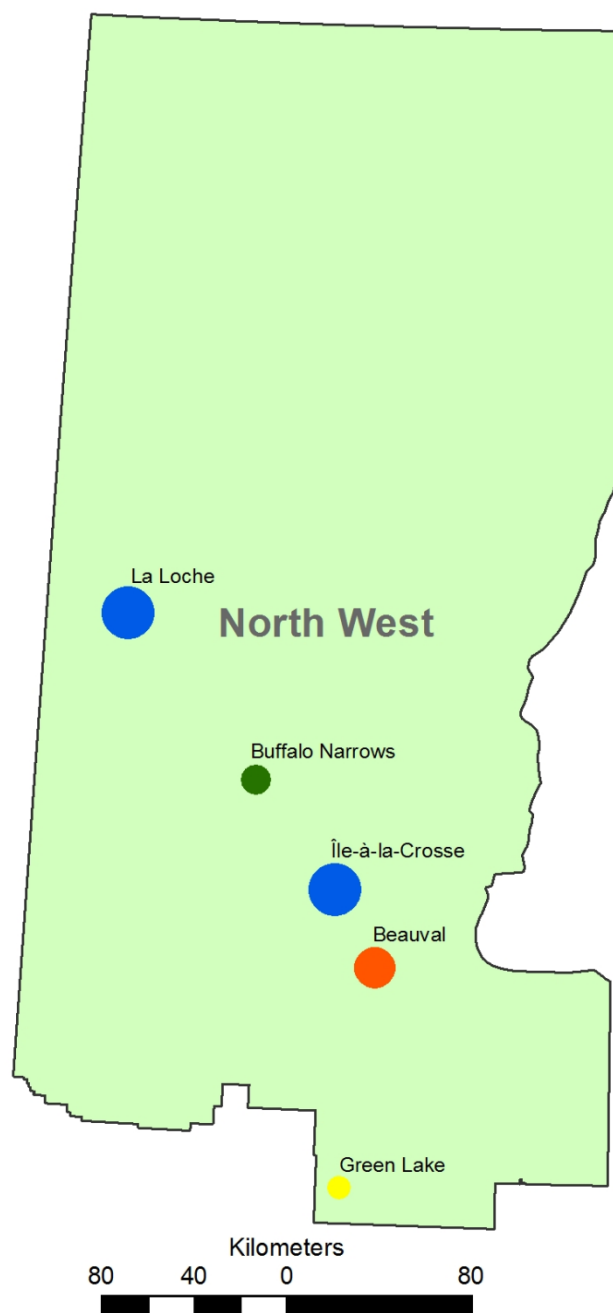 La Loche
North West
Buffalo Narrows
Île-à-la-Crosse
Beauval
Green Lake
Kilometers
80 40 0 80